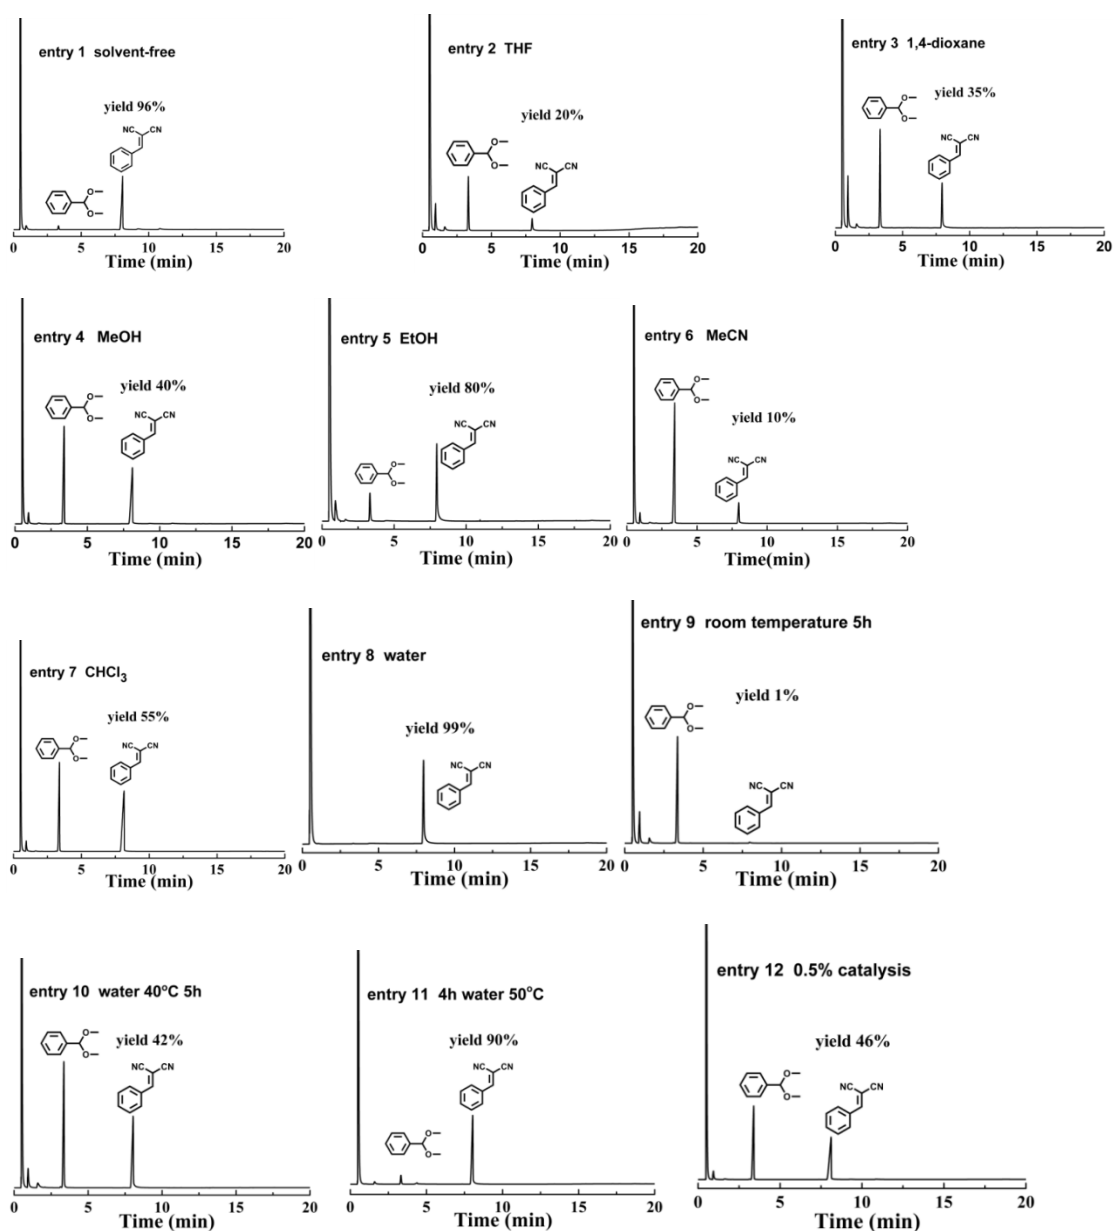 entry 1 solvent-free
yield 96%
NC CN
O
O
0 5 10 15 20
Time (min)
entry 2 THF
yield 20%
O
O
NC CN
0 5 10 15 20
Time (min)
entry 3 1,4-dioxane
yield 35%
O
O
NC CN
0 5 10 15 20
Time (min)
entry 4 MeOH
yield 40%
O
O
NC CN
0 5 10 15 20
Time (min)
entry 5 EtOH
yield 80%
NC CN
O
O
0 5 10 15 20
Time (min)
entry 6 MeCN
yield 10%
O
O
NC CN
0 5 10 15 20
Time(min)
entry 7 CHCl₃
yield 55%
O
O
NC CN
0 5 10 15 20
Time (min)
entry 8 water
yield 99%
NC CN
0 5 10 15 20
Time (min)
entry 9 room temperature 5h
yield 1%
O
O
NC CN
0 5 10 15 20
Time (min)
entry 10 water 40°C 5h
yield 42%
O
O
NC CN
0 5 10 15 20
Time (min)
entry 11 4h water 50°C
yield 90%
NC CN
O
O
0 5 10 15 20
Time (min)
entry 12 0.5% catalysis
yield 46%
O
O
NC CN
0 5 10 15 20
Time (min)